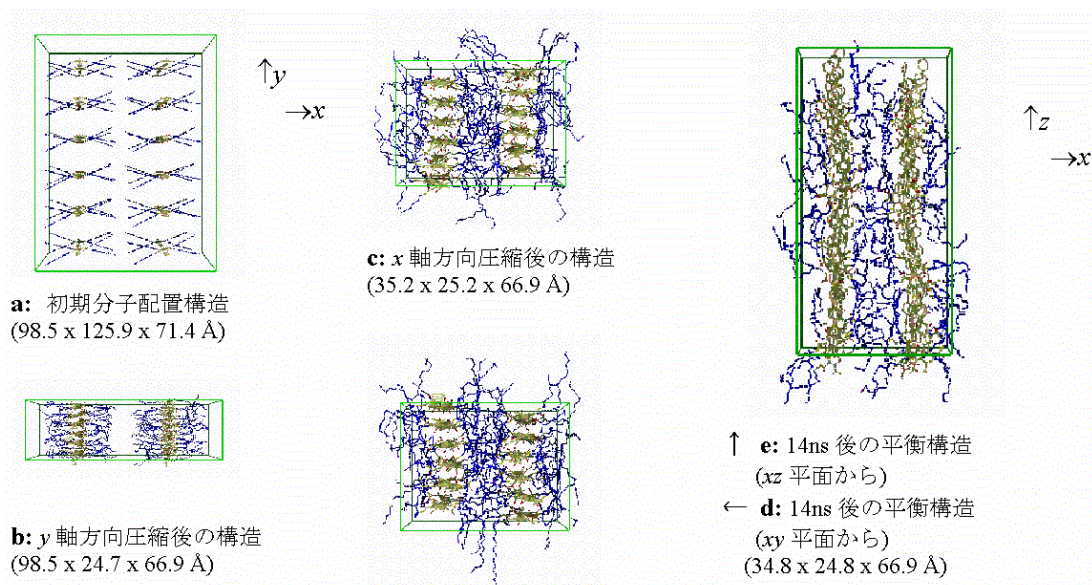 ↑y
→x
a: 初期分子配置構造
(98.5 x 125.9 x 71.4 Å)
b: y 軸方向圧縮後の構造
(98.5 x 24.7 x 66.9 Å)
c: x 軸方向圧縮後の構造
(35.2 x 25.2 x 66.9 Å)
↑z
→x
↑ e: 14ns 後の平衡構造
(xz 平面から)
← d: 14ns 後の平衡構造
(xy 平面から)
(34.8 x 24.8 x 66.9 Å)